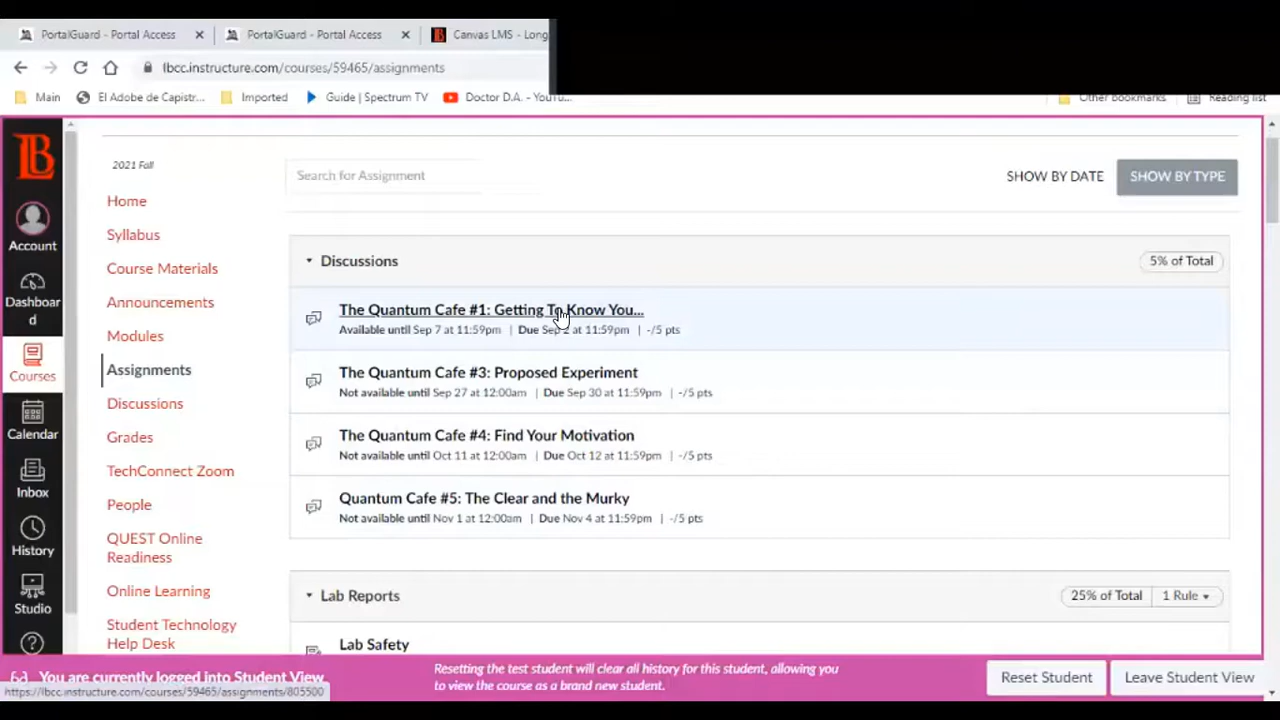 PortalGuard - Portal Access
PortalGuard - Portal Access
Canvas LMS - Long
lbcc.instructure.com/courses/59465/assignments
Main
El Adobe de Capistr...
Imported
Guide | Spectrum TV
Doctor D.A. - YouTu...
Other bookmarks
Reading list
LB
Account
Dashboar
d
Courses
Calendar
Inbox
History
Studio
2021 Fall
Home
Syllabus
Course Materials
Announcements
Modules
Assignments
Discussions
Grades
TechConnect Zoom
People
QUEST Online
Readiness
Online Learning
Student Technology
Help Desk
Search for Assignment
SHOW BY DATE
SHOW BY TYPE
Discussions
5% of Total
The Quantum Cafe #1: Getting To Know You...
Available until Sep 7 at 11:59pm | Due Sep 2 at 11:59pm | -/5 pts
The Quantum Cafe #3: Proposed Experiment
Not available until Sep 27 at 12:00am | Due Sep 30 at 11:59pm | -/5 pts
The Quantum Cafe #4: Find Your Motivation
Not available until Oct 11 at 12:00am | Due Oct 12 at 11:59pm | -/5 pts
Quantum Cafe #5: The Clear and the Murky
Not available until Nov 1 at 12:00am | Due Nov 4 at 11:59pm | -/5 pts
Lab Reports
25% of Total
1 Rule
Lab Safety
You are currently logged into Student View
Resetting the test student will clear all history for this student, allowing you
to view the course as a brand new student.
Reset Student
Leave Student View
https://lbcc.instructure.com/courses/59465/assignments/805500